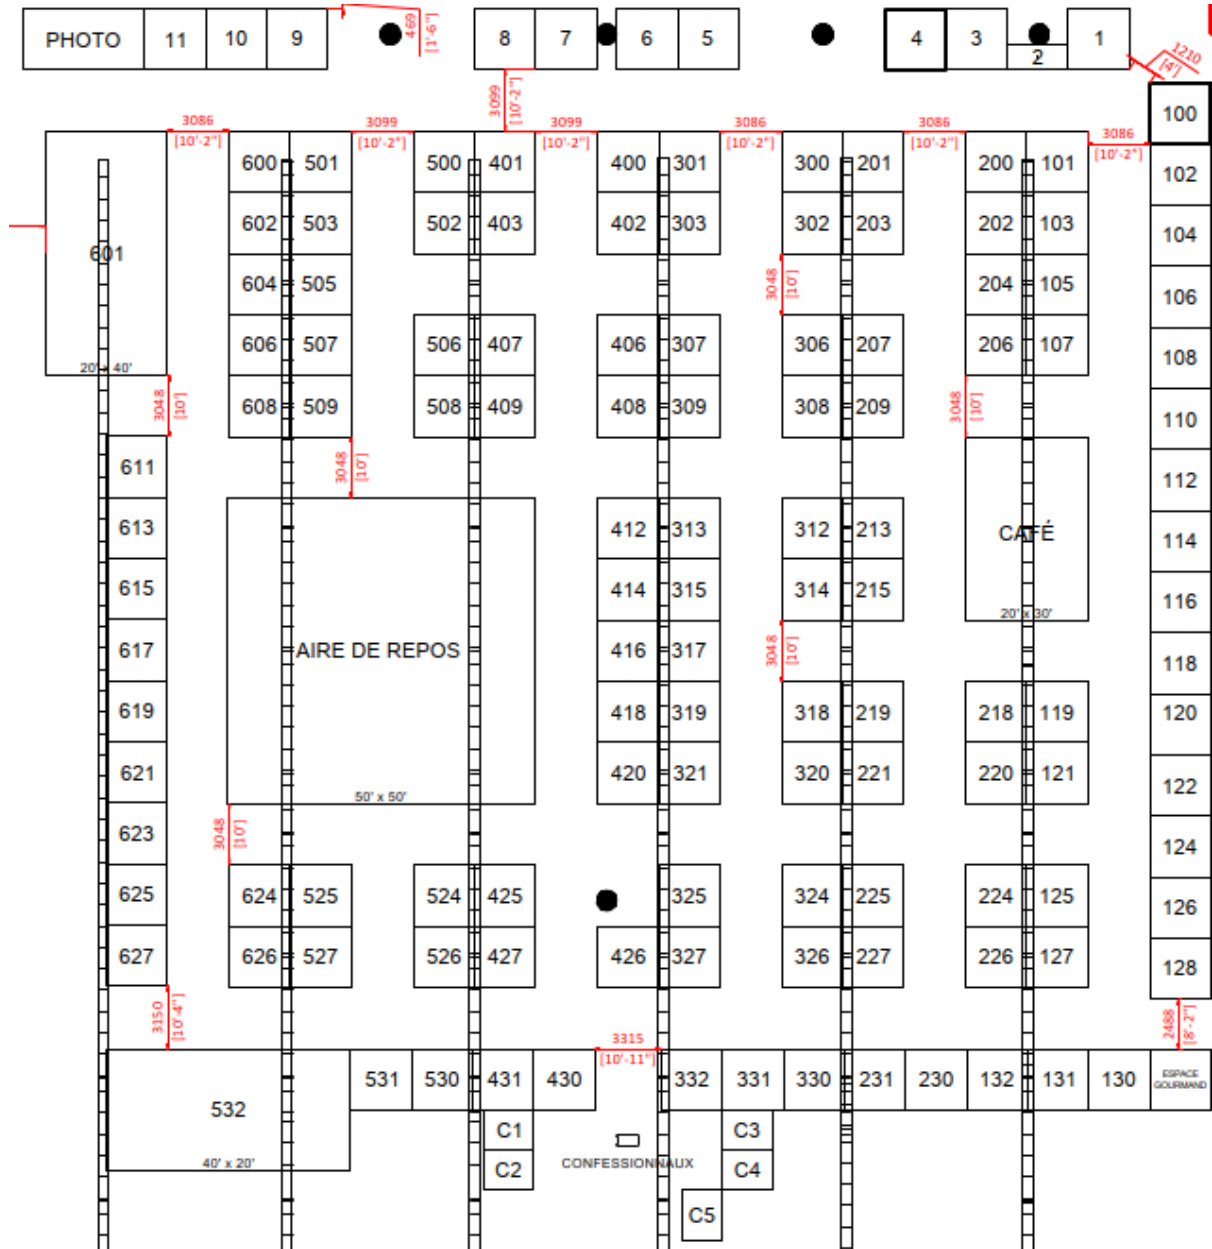 PHOTO 11 10 9 469 [1'-6"] 8 7 6 5 4 3 2 1 1210 [4']
3099 [10'-2"]
100
3086 [10'-2"] 3099 [10'-2"] 3099 [10'-2"] 3086 [10'-2"] 3086 [10'-2"] 3086 [10'-2"]
600 501 500 401 400 301 300 201 200 101 102
602 503 502 403 402 303 302 203 202 103 104
601
604 505 3048 [10'] 204 105 106
606 507 506 407 406 307 306 207 206 107 108
20' x 40'
3048 [10'] 608 509 508 409 408 309 308 209 3048 [10'] 110
611 3048 [10'] 112
613 412 313 312 213 CAFÉ 114
615 414 315 314 215 116
20' x 30'
617 AIRE DE REPOS 416 317 3048 [10'] 118
619 418 319 318 219 218 119 120
621 420 321 320 221 220 121 122
50' x 50'
623 3048 [10'] 124
625 624 525 524 425 325 324 225 224 125 126
627 626 527 526 427 426 327 326 227 226 127 128
3150 [10'-4"] 3315 [10'-11"] 2488 [8'-2"]
531 530 431 430 332 331 330 231 230 132 131 130 ESPACE
GOURMAND
532
C1 C3
40' x 20' C2 CONFESSIONNAUX C4
C5